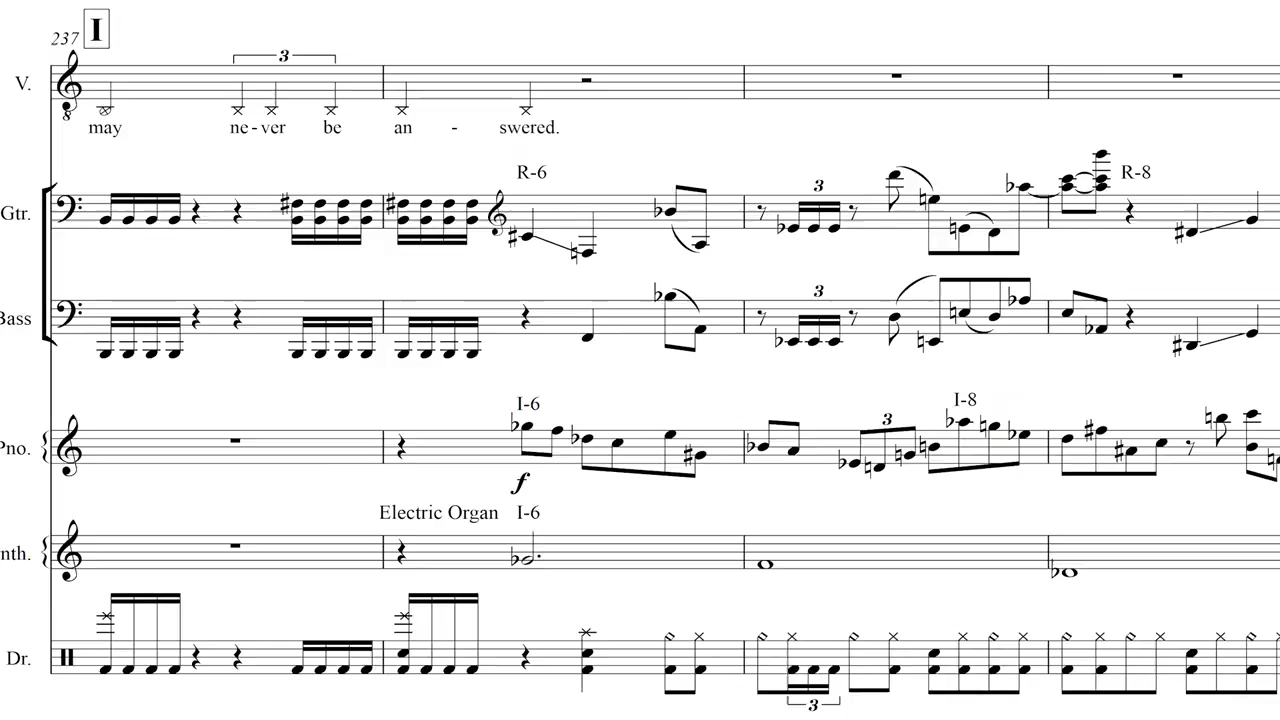 237 I
3
V.
may ne - ver be an - swered.
R-6
R-8
Gtr.
3
3
Bass
I-6
I-8
Pno.
3
f
Electric Organ I-6
nth.
Dr.
3